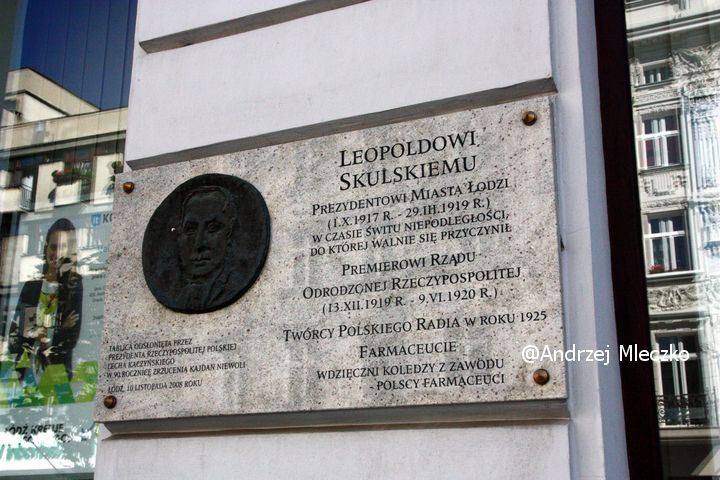 LEOPOLDOWI
SKULSKIEMU
PREZYDENTOWI MIASTA ŁODZI
(I.X.1917 R. - 29.III.1919 R.)
W CZASIE ŚWITU NIEPODLEGŁOŚCI,
DO KTÓREJ WALNIE SIĘ PRZYCZYNIŁ
PREMIEROWI RZĄDU
ODRODZONEJ RZECZYPOSPOLITEJ
(13.XII.1919 R. - 9.VI.1920 R.)
TWÓRCY POLSKIEGO RADIA W ROKU 1925
FARMACEUCIE
WDZIĘCZNI KOLEDZY Z ZAWODU
- POLSCY FARMACEUCI
TABLICA ODSŁONIĘTA PRZEZ
PREZYDENTA RZECZYPOSPOLITEJ POLSKIEJ
LECHA KACZYŃSKIEGO
W 90. ROCZNICĘ ZRZUCENIA KAJDAN NIEWOLI
ŁÓDŹ, 10 LISTOPADA 2008 ROKU
@Andrzej Mleczko